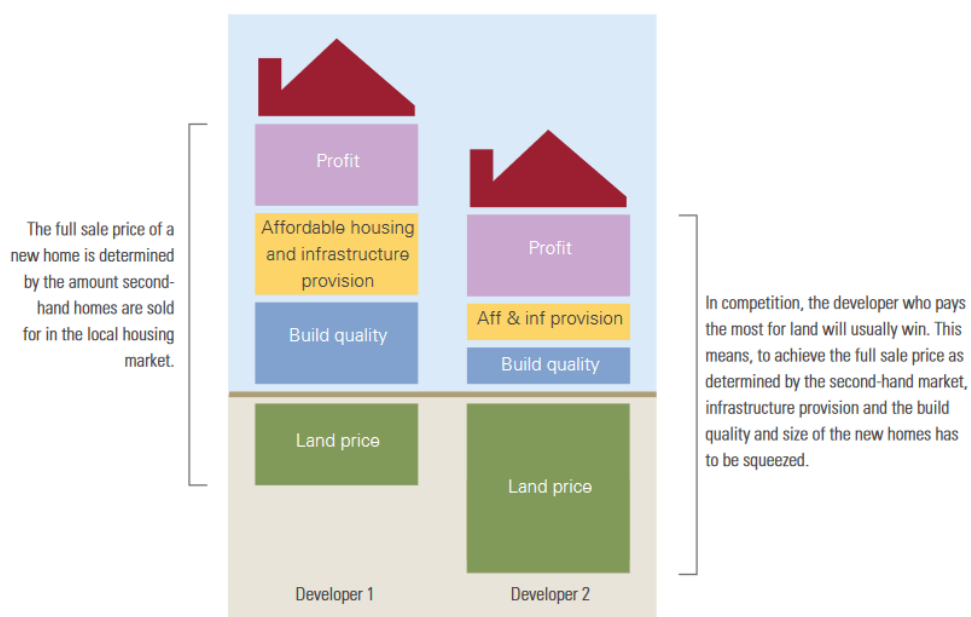 The full sale price of a
new home is determined
by the amount second-
hand homes are sold
for in the local housing
market.
Profit
Affordable housing
and infrastructure
provision
Build quality
Land price
Developer 1
Profit
Aff & inf provision
Build quality
Land price
Developer 2
In competition, the developer who pays
the most for land will usually win. This
means, to achieve the full sale price as
determined by the second-hand market,
infrastructure provision and the build
quality and size of the new homes has
to be squeezed.